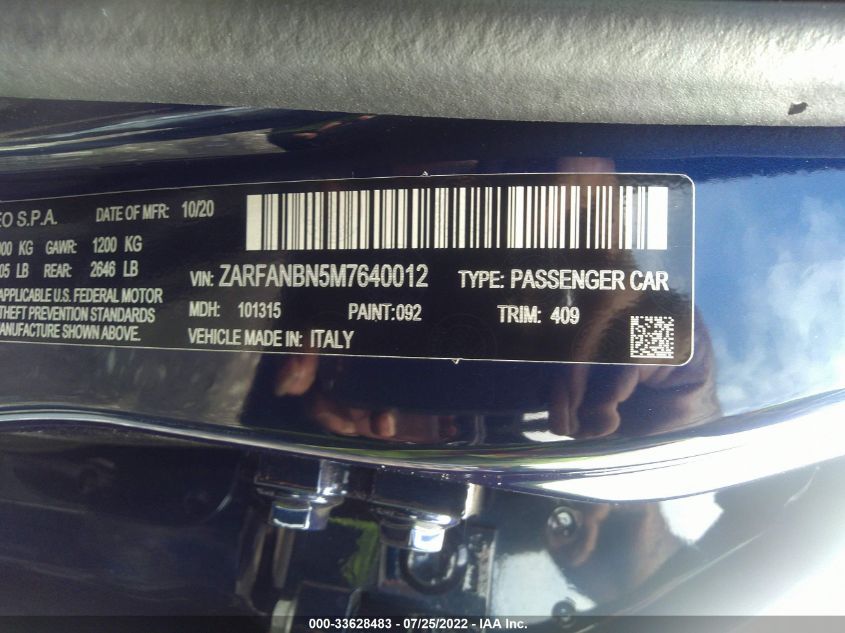 EO S.P.A. DATE OF MFR: 10/20
00 KG GAWR: 1200 KG
05 LB REAR: 2646 LB
APPLICABLE U.S. FEDERAL MOTOR
THEFT PREVENTION STANDARDS
MANUFACTURE SHOWN ABOVE.
VIN: ZARFANBN5M7640012 TYPE: PASSENGER CAR
MDH: 101315 PAINT:092 TRIM: 409
VEHICLE MADE IN: ITALY
000-33628483 - 07/25/2022 - IAA Inc.